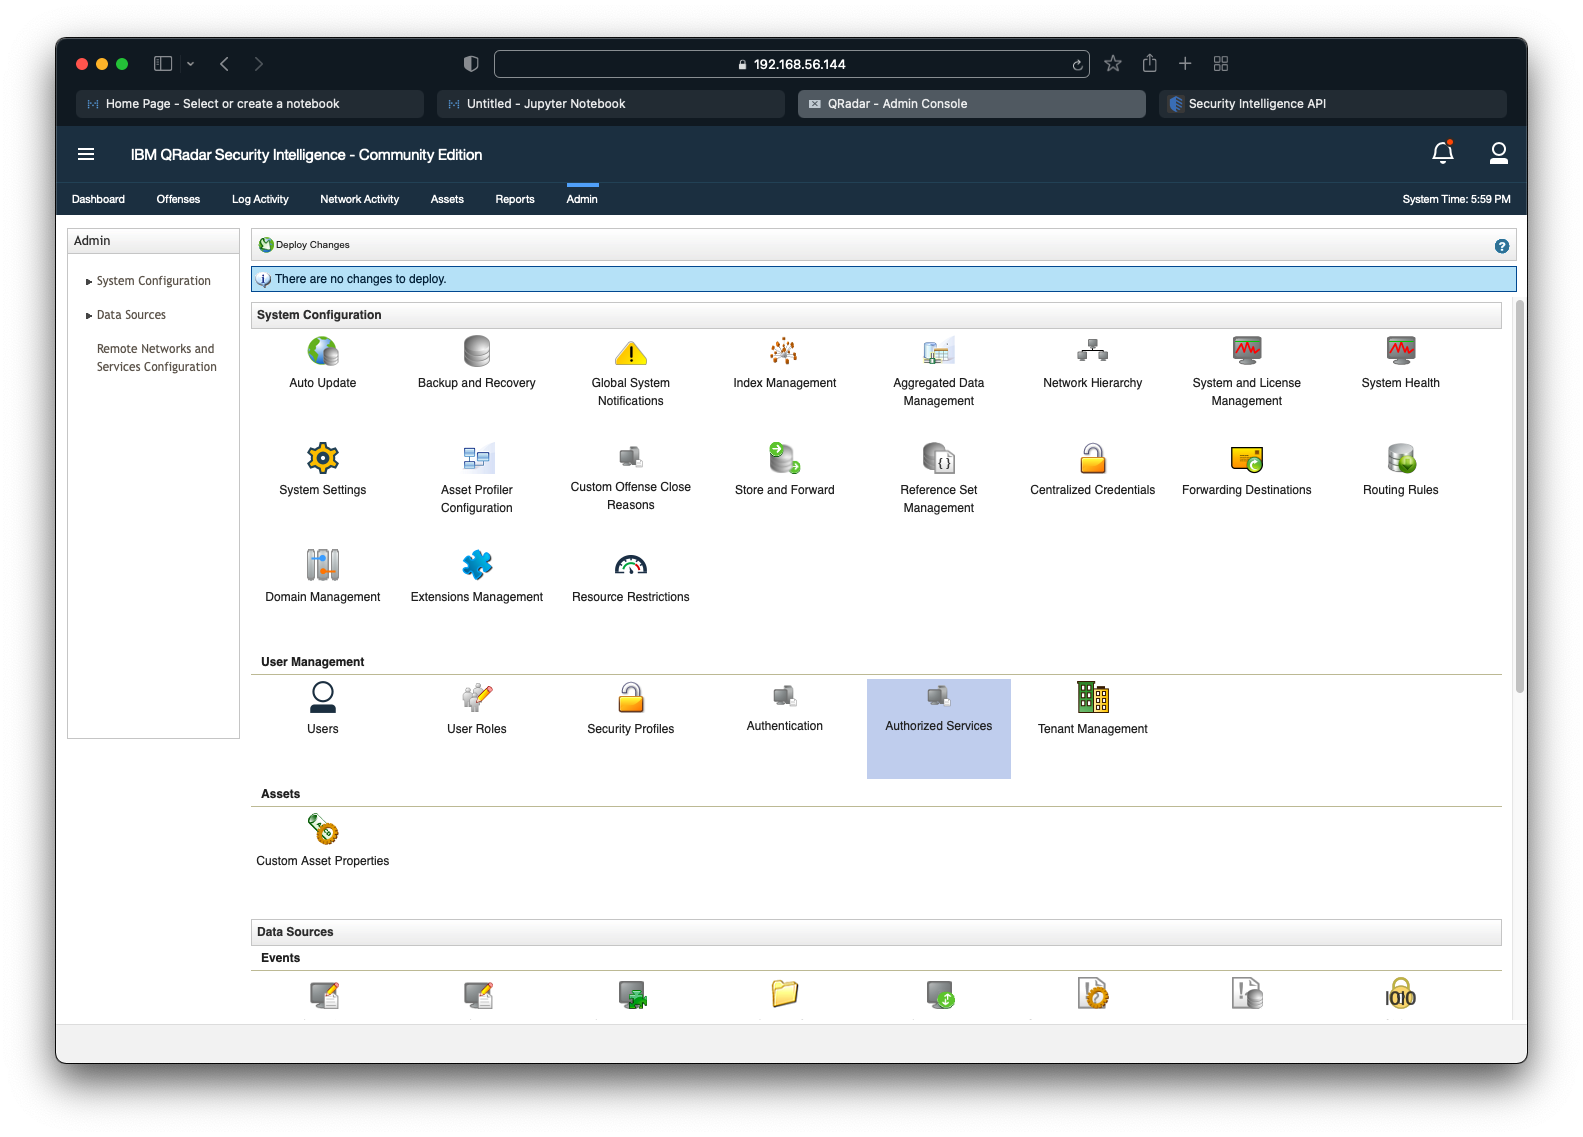 192.168.56.144
Home Page - Select or create a notebook
Untitled - Jupyter Notebook
QRadar - Admin Console
Security Intelligence API
IBM QRadar Security Intelligence - Community Edition
Dashboard Offenses Log Activity Network Activity Assets Reports Admin System Time: 5:59 PM
Admin
System Configuration
Data Sources
Remote Networks and
Services Configuration
Deploy Changes
There are no changes to deploy.
System Configuration
Auto Update
Backup and Recovery
Global System
Notifications
Index Management
Aggregated Data
Management
Network Hierarchy
System and License
Management
System Health
System Settings
Asset Profiler
Configuration
Custom Offense Close
Reasons
Store and Forward
Reference Set
Management
Centralized Credentials
Forwarding Destinations
Routing Rules
Domain Management
Extensions Management
Resource Restrictions
User Management
Users
User Roles
Security Profiles
Authentication
Authorized Services
Tenant Management
Assets
Custom Asset Properties
Data Sources
Events